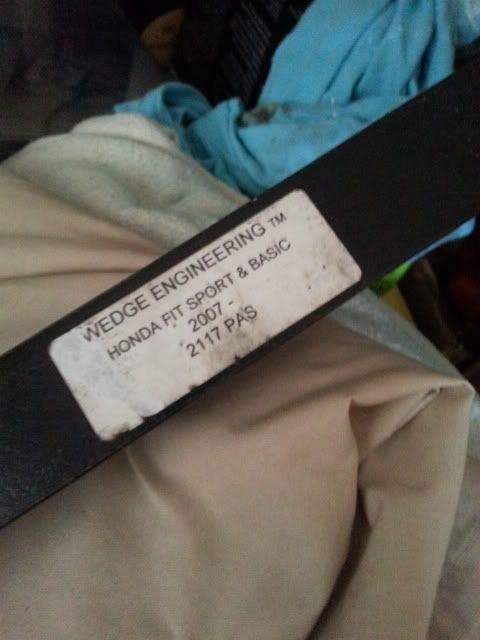 WEDGE ENGINEERING ™
HONDA FIT SPORT & BASIC
2007 -
2117 PAS